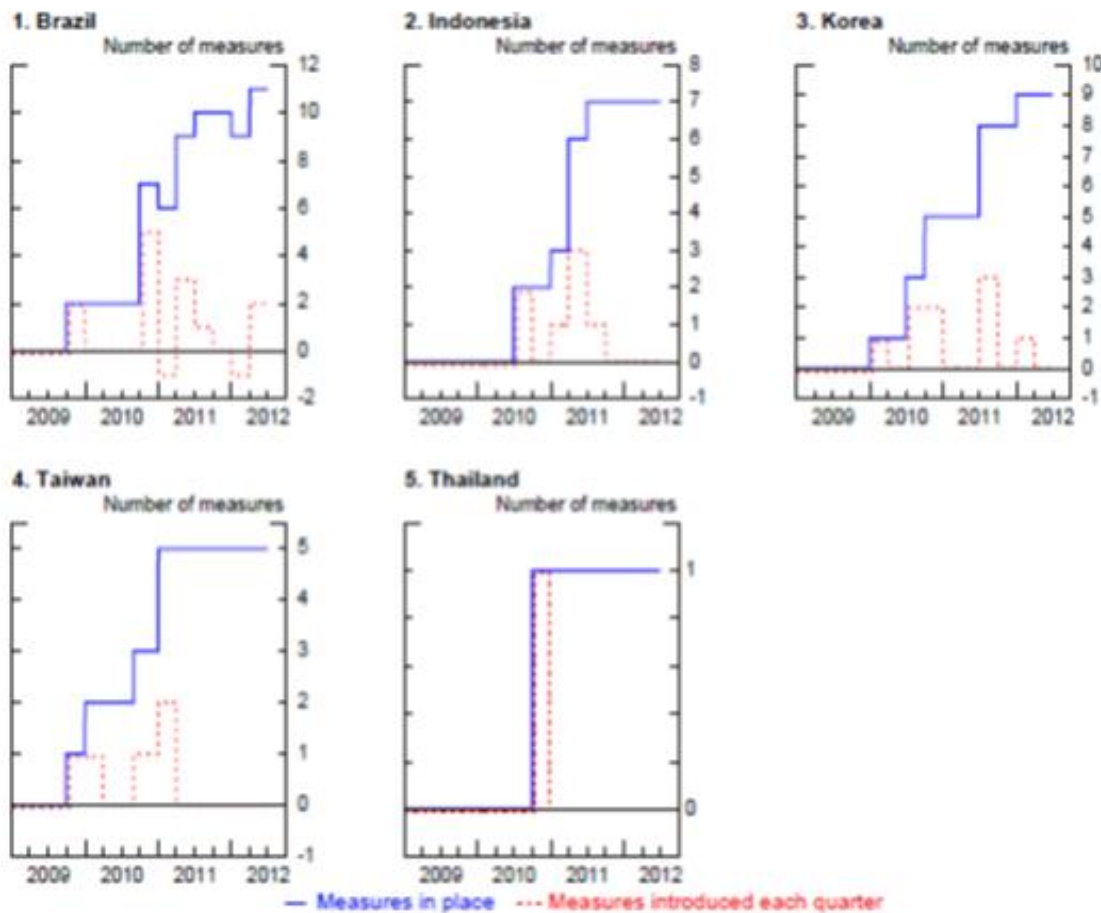 1. Brazil
Number of measures
12
10
8
6
4
2
0
-2
2009 2010 2011 2012
2. Indonesia
Number of measures
8
7
6
5
4
3
2
1
0
-1
2009 2010 2011 2012
3. Korea
Number of measures
10
9
8
7
6
5
4
3
2
1
0
-1
2009 2010 2011 2012
4. Taiwan
Number of measures
5
4
3
2
1
0
-1
2009 2010 2011 2012
5. Thailand
Number of measures
1
0
2009 2010 2011 2012
Measures in place Measures introduced each quarter